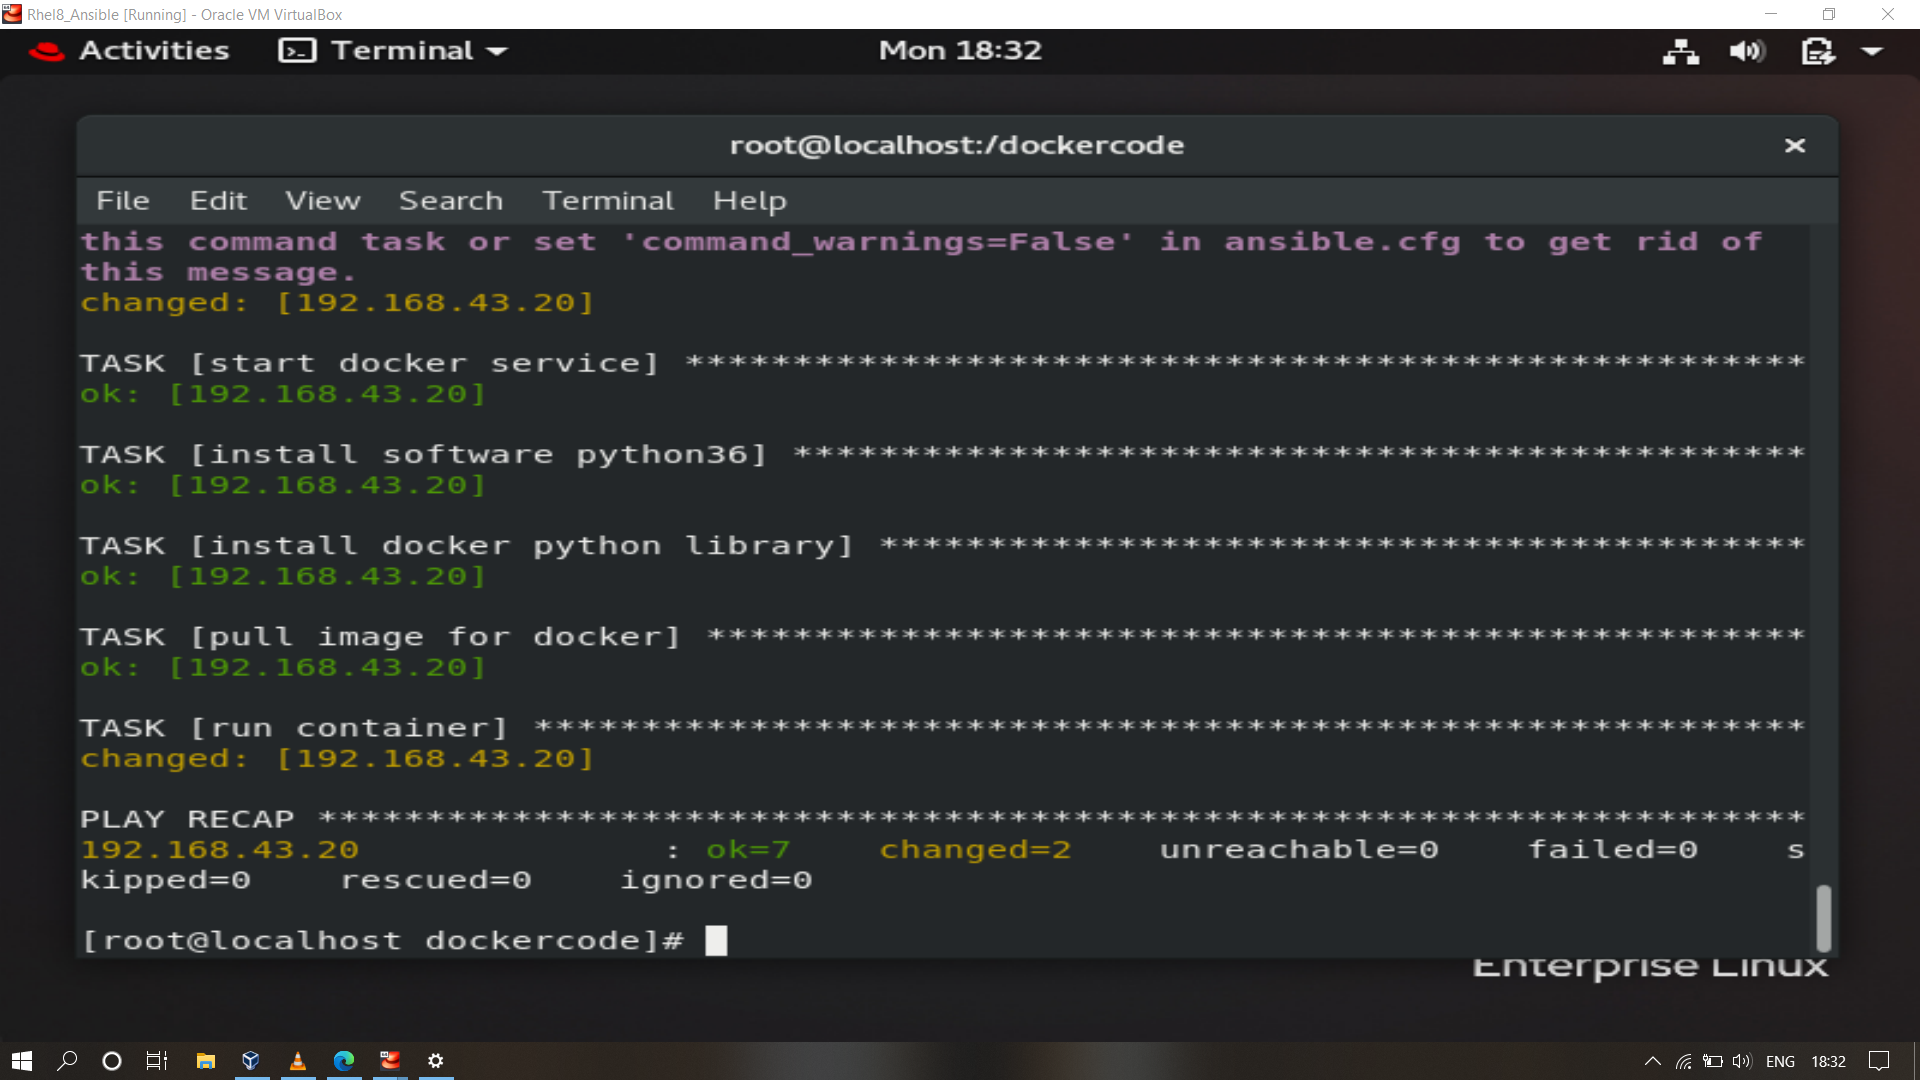 Rhel8_Ansible [Running] - Oracle VM VirtualBox
Activities Terminal Mon 18:32
root@localhost:/dockercode
File Edit View Search Terminal Help
this command task or set 'command_warnings=False' in ansible.cfg to get rid of
this message.
changed: [192.168.43.20]
TASK [start docker service] ****************************************************
ok: [192.168.43.20]
TASK [install software python36] ***********************************************
ok: [192.168.43.20]
TASK [install docker python library] *******************************************
ok: [192.168.43.20]
TASK [pull image for docker] ***************************************************
ok: [192.168.43.20]
TASK [run container] ***********************************************************
changed: [192.168.43.20]
PLAY RECAP *********************************************************************
192.168.43.20 : ok=7 changed=2 unreachable=0 failed=0 s
kipped=0 rescued=0 ignored=0
[root@localhost dockercode]#
Enterprise Linux
ENG 18:32